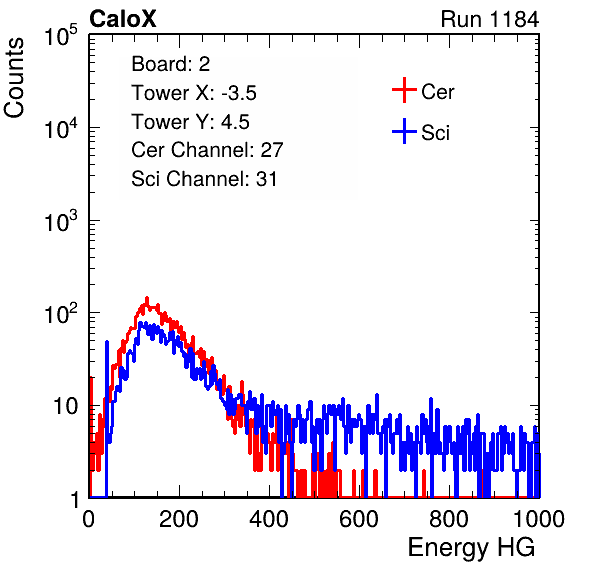 CaloX Run 1184
Counts
Board: 2
Tower X: -3.5
Tower Y: 4.5
Cer Channel: 27
Sci Channel: 31
Cer
Sci
10^5
10^4
10^3
10^2
10
1
0 200 400 600 800 1000
Energy HG